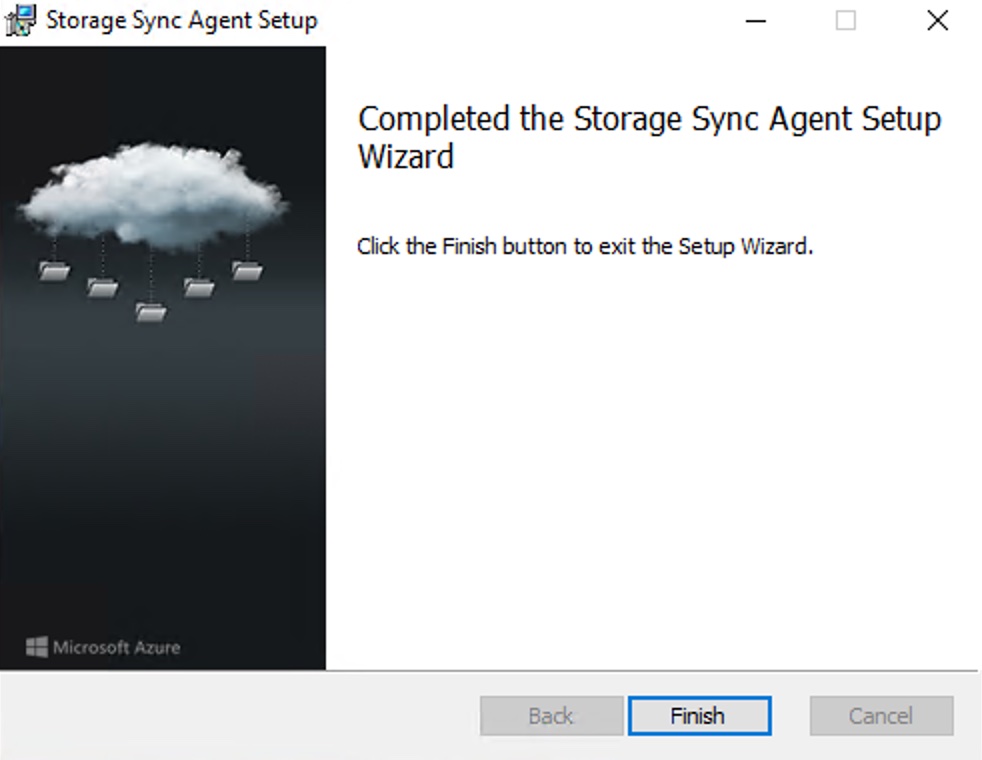 Storage Sync Agent Setup
Completed the Storage Sync Agent Setup
Wizard
Click the Finish button to exit the Setup Wizard.
Microsoft Azure
Back
Finish
Cancel